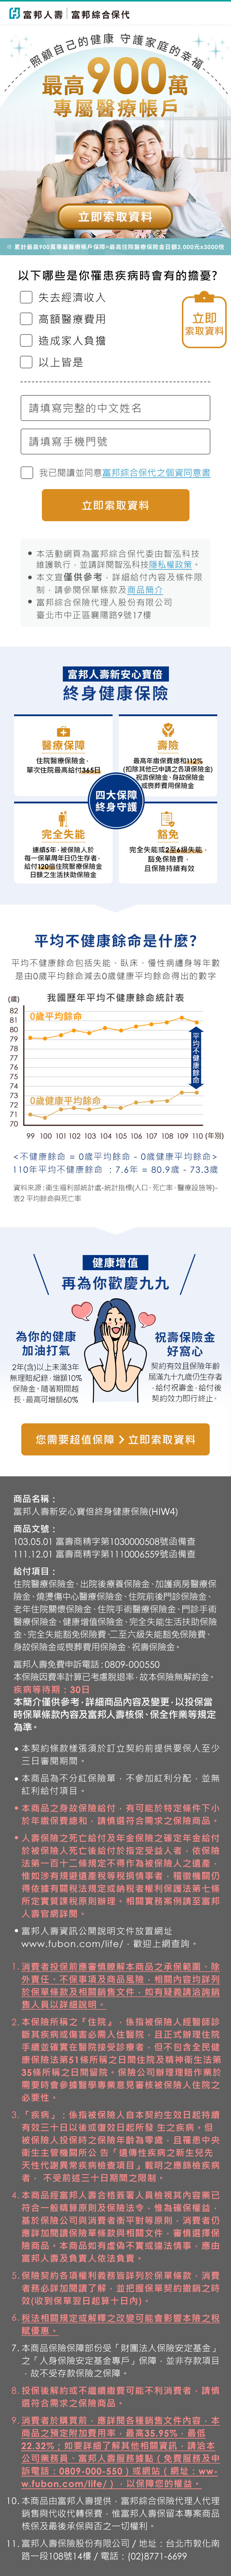 富邦人壽 富邦綜合保代
照顧自己的健康 守護家庭的幸福
最高900萬
專屬醫療帳戶
立即索取資料
※ 累計最高900萬專屬醫療帳戶保障=最高住院醫療保險金日額3,000元x3000倍
以下哪些是你罹患疾病時會有的擔憂?
失去經濟收入
高額醫療費用
造成家人負擔
以上皆是
立即
索取資料
請填寫完整的中文姓名
請填寫手機門號
我已閱讀並同意富邦綜合保代之個資同意書
立即索取資料
• 本活動網頁為富邦綜合保代委由智泓科技
維護執行，並請詳閱智泓科技隱私權政策。
• 本文宣僅供參考，詳細給付內容及條件限
制，請參閱保單條款及商品簡介
• 富邦綜合保險代理人股份有限公司
臺北市中正區襄陽路9號17樓
富邦人壽新安心寶倍
終身健康保險
醫療保障
住院醫療保險金，
單次住院最高給付365日
壽險
最高年繳保費總和112%
(扣除其他已申請之各項保險金)
祝壽保險金、身故保險金
或喪葬費用保險金
四大保障
終身守護
完全失能
連續5年，被保險人於
每一保單周年日仍生存者，
給付120倍住院醫療保險金
日額之生活扶助保險金
豁免
完全失能或2至6級失能，
豁免保險費，
且保險持續有效
平均不健康餘命是什麼?
平均不健康餘命包括失能、臥床、慢性病纏身等年數
是由0歲平均餘命減去0歲健康平均餘命得出的數字
我國歷年平均不健康餘命統計表
(歲)
82
81
80
79
78
77
76
75
74
73
72
71
70
0歲平均餘命
平均不健康餘命
0歲健康平均餘命
99 100 101 102 103 104 105 106 107 108 109 110 (年別)
<不健康餘命 = 0歲平均餘命 - 0歲健康平均餘命>
110年平均不健康餘命 : 7.6年 = 80.9歲 - 73.3歲
資料來源:衛生福利部統計處-統計指標(人口、死亡率、醫療設施等)-
表2 平均餘命與死亡率
健康增值
再為你歡慶九九
為你的健康
加油打氣
2年(含)以上未滿3年
無理賠紀錄，增額10%
保險金，隨著期間越
長，最高可增額60%
祝壽保險金
好窩心
契約有效且保險年齡
屆滿九十九歲仍生存者
，給付祝壽金，給付後
契約效力即行終止。
您需要超值保障 > 立即索取資料
商品名稱：
富邦人壽新安心寶倍終身健康保險(HIW4)
商品文號：
103.05.01 富壽商精字第1030000508號函備查
111.12.01 富壽商精字第1110006559號函備查
給付項目：
住院醫療保險金、出院後療養保險金、加護病房醫療保
險金、燒燙傷中心醫療保險金、住院前後門診保險金、
老年住院關懷保險金、住院手術醫療保險金、門診手術
醫療保險金、健康增值保險金、完全失能生活扶助保險
金、完全失能豁免保險費、二至六級失能豁免保險費、
身故保險金或喪葬費用保險金、祝壽保險金。
富邦人壽免費申訴電話:0809-000550
本保險因費率計算已考慮脫退率，故本保險無解約金。
疾病等待期：30日
本簡介僅供參考，詳細商品內容及變更，以投保當
時保單條款內容及富邦人壽核保、保全作業等規定
為準。
• 本契約條款樣張須於訂立契約前提供要保人至少
三日審閱期間。
• 本商品為不分紅保險單，不參加紅利分配，並無
紅利給付項目。
• 本商品之身故保險給付，有可能於特定條件下小
於年繳保費總和，請慎選符合需求之保險商品。
• 人壽保險之死亡給付及年金保險之確定年金給付
於被保險人死亡後給付於指定受益人者，依保險
法第一百十二條規定不得作為被保險人之遺產，
惟如涉有規避遺產稅等稅捐情事者，稽徵機關仍
得依據有關稅法規定或納稅者權利保護法第七條
所定實質課稅原則辦理。相關實務案例請至富邦
人壽官網詳閱。
• 富邦人壽資訊公開說明文件放置網址
www.fubon.com/life/，歡迎上網查詢。
1. 消費者投保前應審慎瞭解本商品之承保範圍、除
外責任、不保事項及商品風險，相關內容均詳列
於保單條款及相關銷售文件，如有疑義請洽詢銷
售人員以詳細說明。
2. 本保險所稱之『住院』，係指被保險人經醫師診
斷其疾病或傷害必需入住醫院，且正式辦理住院
手續並確實在醫院接受診療者，但不包含全民健
康保險法第51條所稱之日間住院及精神衛生法第
35條所稱之日間留院。保險公司辦理理賠作業於
需要時會參據醫學專業意見審核被保險人住院之
必要性。
3. 「疾病」：係指被保險人自本契約生效日起持續
有效三十日以後或復效日起所發 生之疾病。但
被保險人投保時之保險年齡為零歲，且罹患中央
衛生主管機關所公 告「遺傳性疾病之新生兒先
天性代謝異常疾病檢查項目」載明之應篩檢疾病
者，不受前述三十日期間之限制。
4. 本商品經富邦人壽合格簽署人員檢視其內容業已
符合一般精算原則及保險法令，惟為確保權益，
基於保險公司與消費者衡平對等原則，消費者仍
應詳加閱讀保險單條款與相關文件，審慎選擇保
險商品。本商品如有虛偽不實或違法情事，應由
富邦人壽及負責人依法負責。
5. 保險契約各項權利義務皆詳列於保單條款，消費
者務必詳加閱讀了解，並把握保單契約撤銷之時
效(收到保單翌日起算十日內)。
6. 稅法相關規定或解釋之改變可能會影響本險之稅
賦優惠。
7. 本商品保險保障部份受「財團法人保險安定基金」
之「人身保險安定基金專戶」保障，並非存款項目
，故不受存款保險之保障。
8. 投保後解約或不繼續繳費可能不利消費者，請慎
選符合需求之保險商品。
9. 消費者於購買前，應詳閱各種銷售文件內容，本
商品之預定附加費用率，最高35.95%，最低
22.32%；如要詳細了解其他相關資訊，請洽本
公司業務員、富邦人壽服務據點（免費服務及申
訴電話：0809-000-550）或網站（網址：ww-
w.fubon.com/life/），以保障您的權益。
10. 本商品由富邦人壽提供，富邦綜合保險代理人代理
銷售與代收代轉保費，惟富邦人壽保留本專案商品
核保及最後承保與否之一切權利。
11. 富邦人壽保險股份有限公司 / 地址：台北市敦化南
路一段108號14樓 / 電話：(02)8771-6699